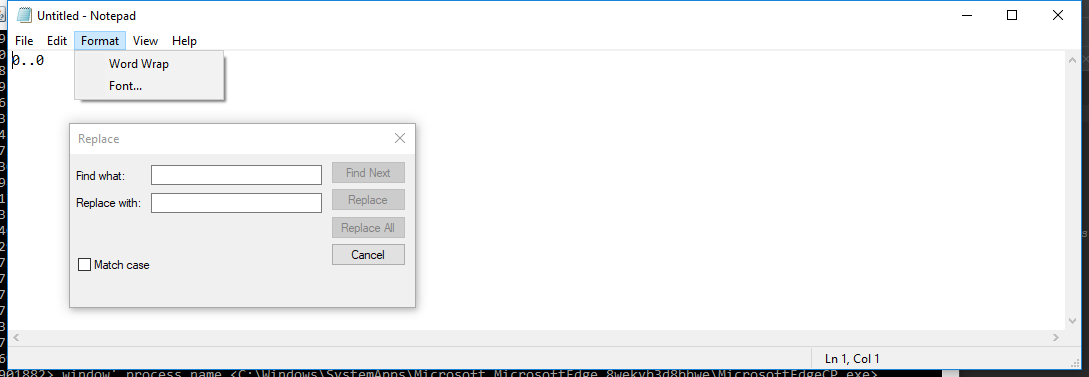 Untitled - Notepad
File Edit Format View Help
0..0
Word Wrap
Font...
Replace
Find what:
Find Next
Replace with:
Replace
Replace All
Cancel
Match case
Ln 1, Col 1
901882> window' process name <C:\Windows\SystemApps\Microsoft.MicrosoftEdge_8wekyb3d8bbwe\MicrosoftEdgeCP.exe>